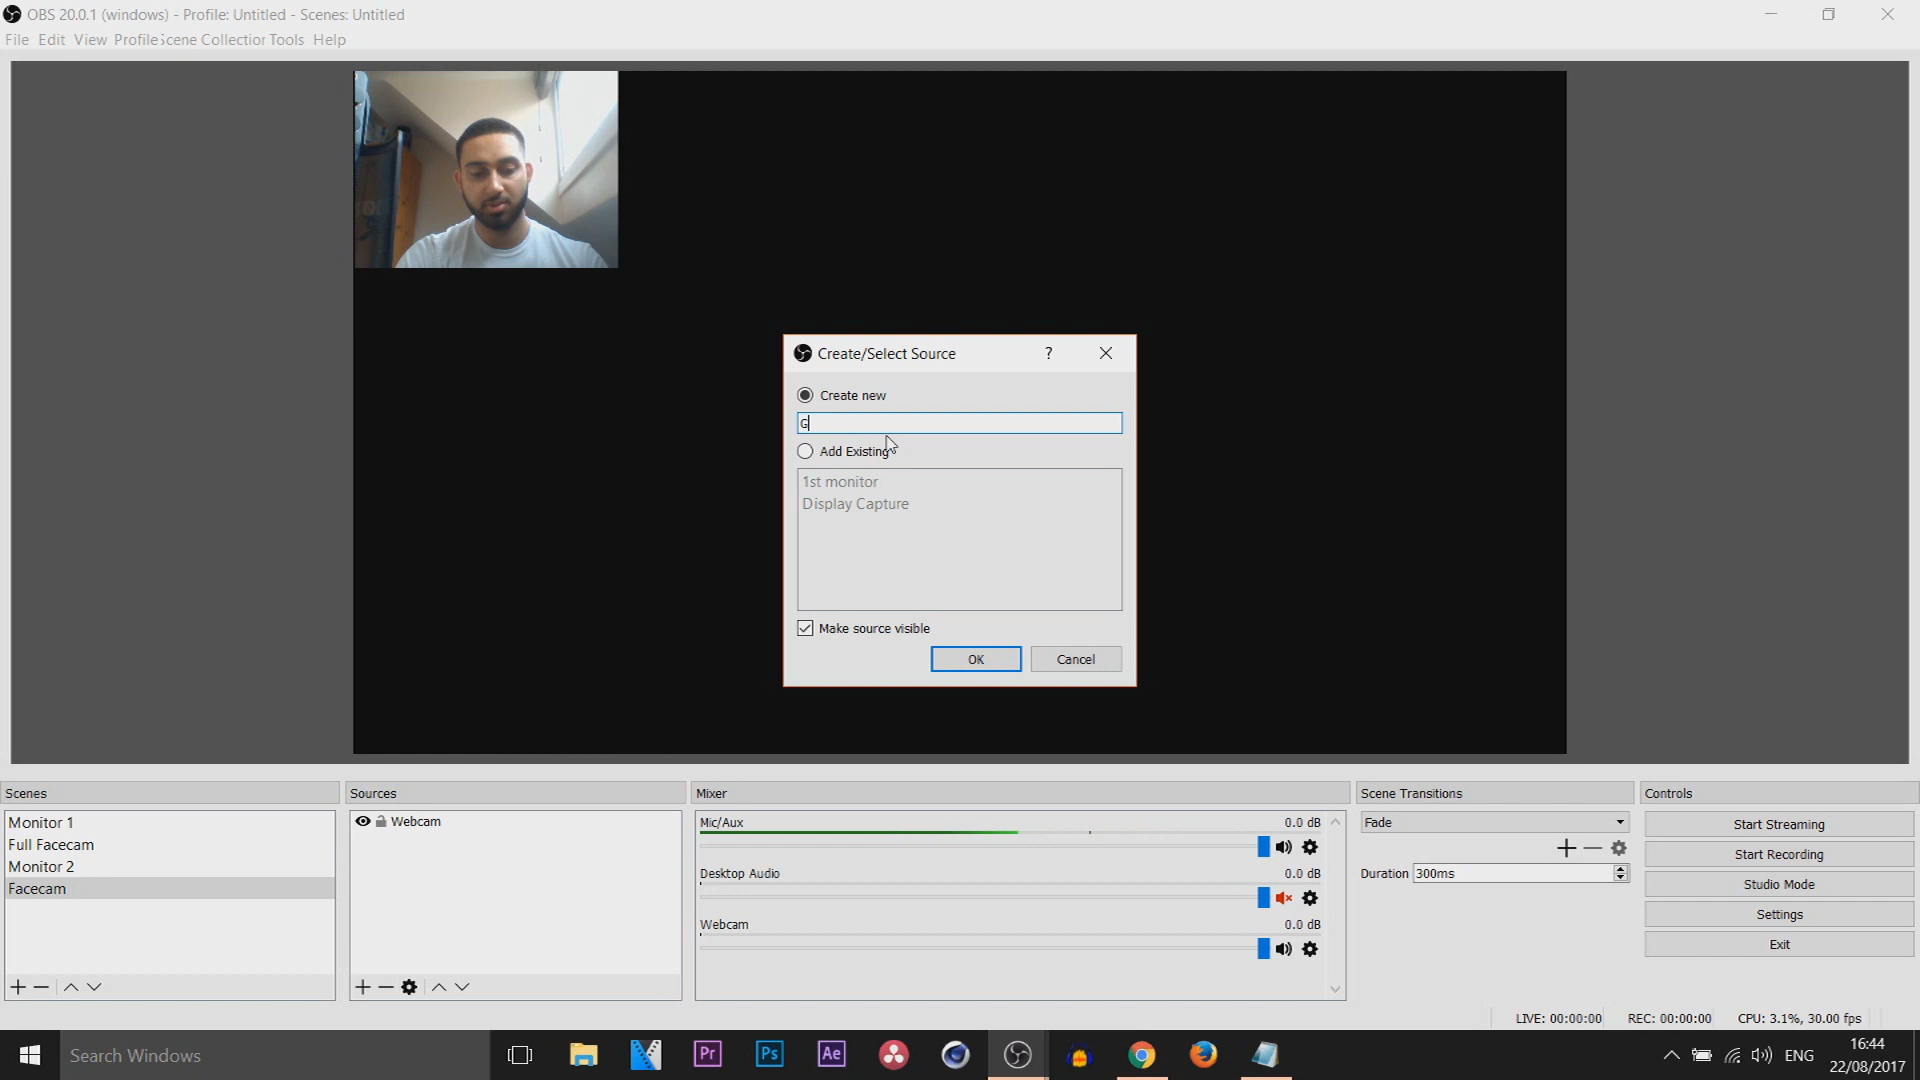 OBS 20.0.1 (windows) - Profile: Untitled - Scenes: Untitled
File Edit View Profile Scene Collection Tools Help
Create/Select Source
?
Create new
G
Add Existing
1st monitor
Display Capture
Make source visible
OK Cancel
Scenes
Monitor 1
Full Facecam
Monitor 2
Facecam
Sources
Webcam
Mixer
Mic/Aux 0.0 dB
Desktop Audio 0.0 dB
Webcam 0.0 dB
Scene Transitions
Fade
Duration 300ms
Controls
Start Streaming
Start Recording
Studio Mode
Settings
Exit
LIVE: 00:00:00 REC: 00:00:00 CPU: 3.1%, 30.00 fps
Search Windows
Pr
Ps
Ae
ENG
16:44
22/08/2017